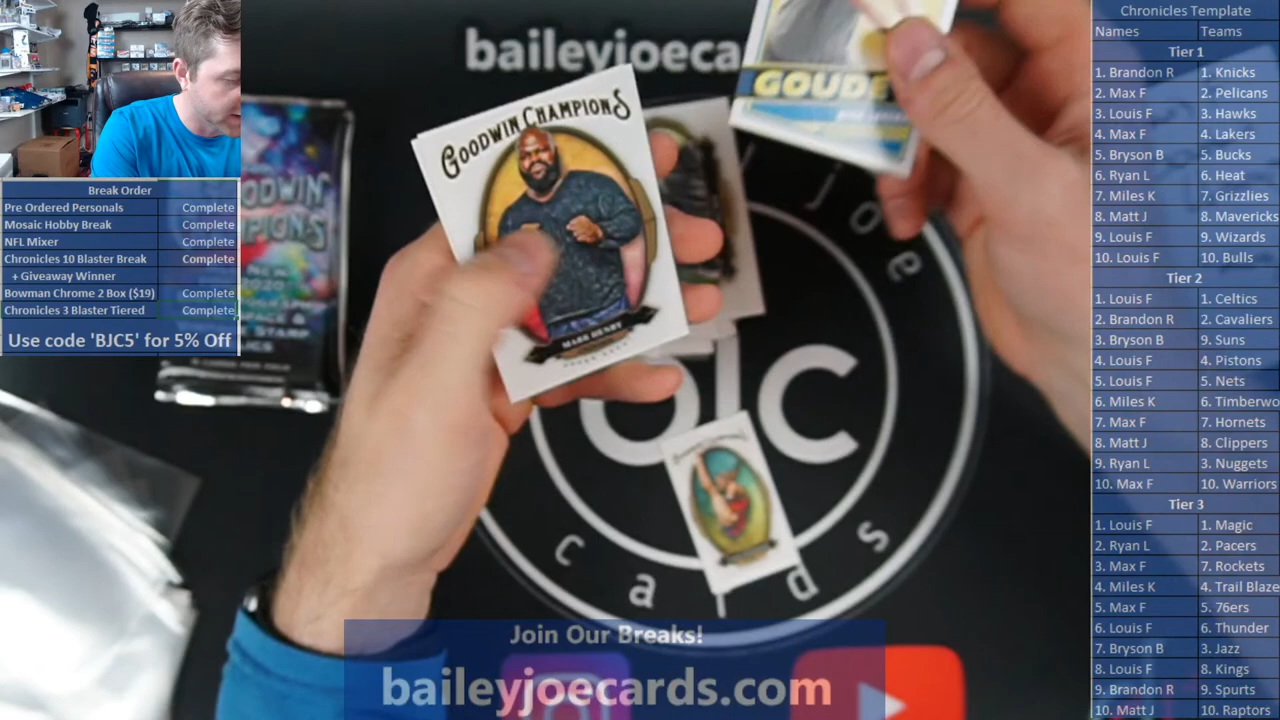 baileyjoeca
GOUDE
GOODWIN CHAMPIONS
MARK HENRY
GOODWIN
CHAMPIONS
2020
joe
OC
cards
Break Order
Pre Ordered Personals Complete
Mosaic Hobby Break Complete
NFL Mixer Complete
Chronicles 10 Blaster Break Complete
+ Giveaway Winner
Bowman Chrome 2 Box ($19) Complete
Chronicles 3 Blaster Tiered Complete
Use code 'BJC5' for 5% Off
Join Our Breaks!
baileyjoecards.com
Chronicles Template
Names Teams
Tier 1
1. Brandon R 1. Knicks
2. Max F 2. Pelicans
3. Louis F 3. Hawks
4. Max F 4. Lakers
5. Bryson B 5. Bucks
6. Ryan L 6. Heat
7. Miles K 7. Grizzlies
8. Matt J 8. Mavericks
9. Louis F 9. Wizards
10. Louis F 10. Bulls
Tier 2
1. Louis F 1. Celtics
2. Brandon R 2. Cavaliers
3. Bryson B 9. Suns
4. Louis F 4. Pistons
5. Louis F 5. Nets
6. Miles K 6. Timberwo
7. Max F 7. Hornets
8. Matt J 8. Clippers
9. Ryan L 3. Nuggets
10. Max F 10. Warriors
Tier 3
1. Louis F 1. Magic
2. Ryan L 2. Pacers
3. Max F 7. Rockets
4. Miles K 4. Trail Blaze
5. Max F 5. 76ers
6. Louis F 6. Thunder
7. Bryson B 3. Jazz
8. Louis F 8. Kings
9. Brandon R 9. Spurts
10. Matt J 10. Raptors